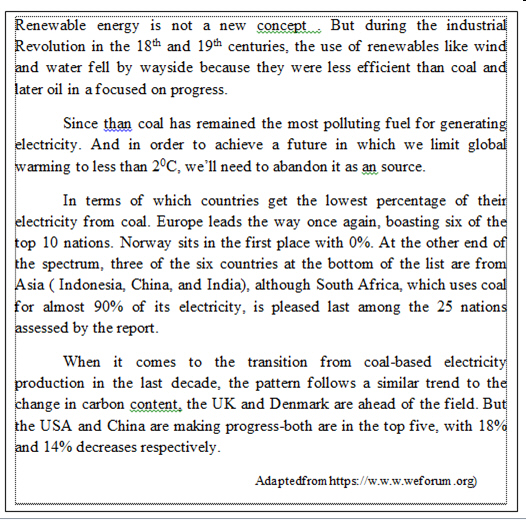 Renewable energy is not a new concept . But during the industrial
Revolution in the 18th and 19th centuries, the use of renewables like wind
and water fell by wayside because they were less efficient than coal and
later oil in a focused on progress.
Since than coal has remained the most polluting fuel for generating
electricity. And in order to achieve a future in which we limit global
warming to less than 2⁰C, we'll need to abandon it as an source.
In terms of which countries get the lowest percentage of their
electricity from coal. Europe leads the way once again, boasting six of the
top 10 nations. Norway sits in the first place with 0%. At the other end of
the spectrum, three of the six countries at the bottom of the list are from
Asia ( Indonesia, China, and India), although South Africa, which uses coal
for almost 90% of its electricity, is pleased last among the 25 nations
assessed by the report.
When it comes to the transition from coal-based electricity
production in the last decade, the pattern follows a similar trend to the
change in carbon content, the UK and Denmark are ahead of the field. But
the USA and China are making progress-both are in the top five, with 18%
and 14% decreases respectively.
Adaptedfrom https://w.w.w.weforum .org)